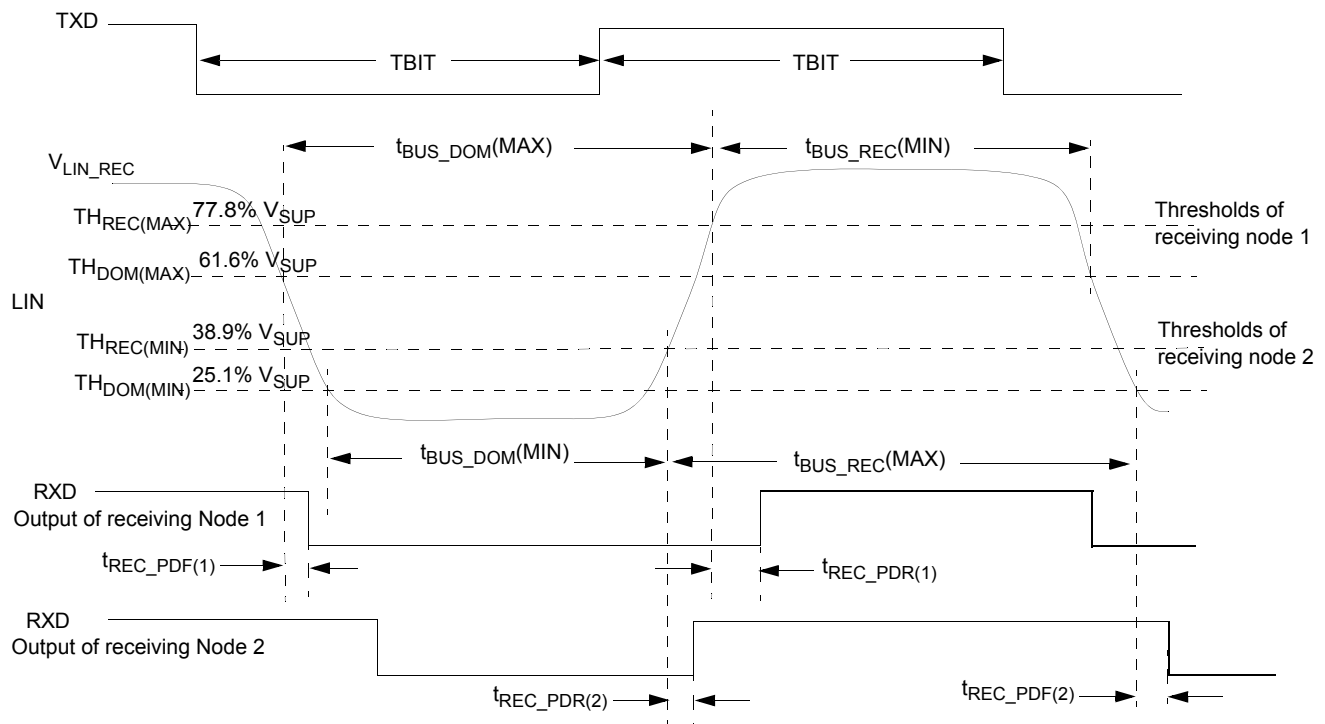 TXD
TBIT TBIT
tBUS_DOM(MAX) tBUS_REC(MIN)
VLIN_REC
THREC(MAX) 77.8% VSUP
Thresholds of
receiving node 1
THDOM(MAX) 61.6% VSUP
LIN
THREC(MIN) 38.9% VSUP
Thresholds of
receiving node 2
THDOM(MIN) 25.1% VSUP
tBUS_DOM(MIN) tBUS_REC(MAX)
RXD
Output of receiving Node 1
tREC_PDF(1) tREC_PDR(1)
RXD
Output of receiving Node 2
tREC_PDR(2) tREC_PDF(2)